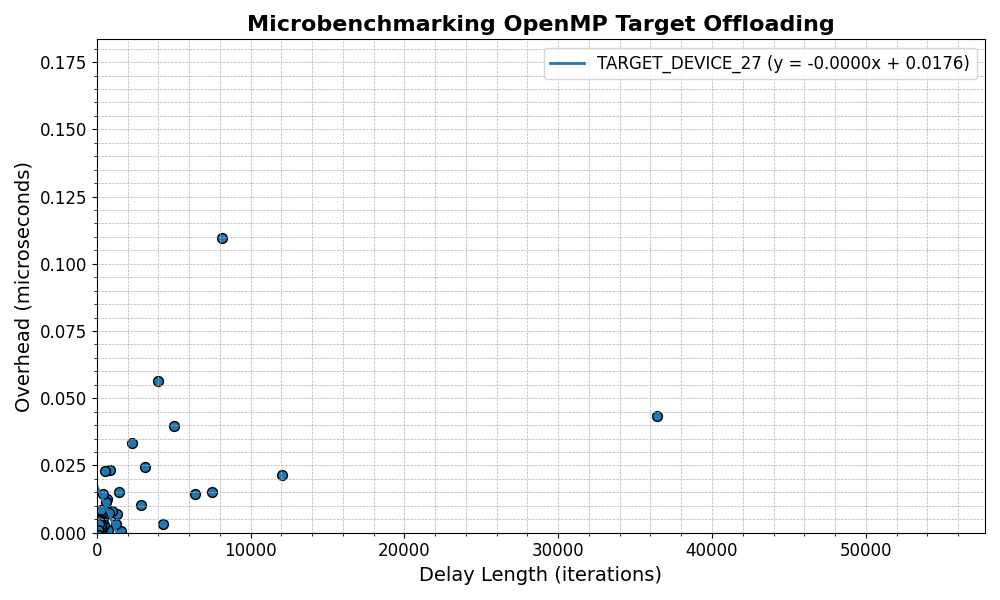 Microbenchmarking OpenMP Target Offloading
TARGET_DEVICE_27 (y = -0.0000x + 0.0176)
Overhead (microseconds)
0.175
0.150
0.125
0.100
0.075
0.050
0.025
0.000
0 10000 20000 30000 40000 50000
Delay Length (iterations)